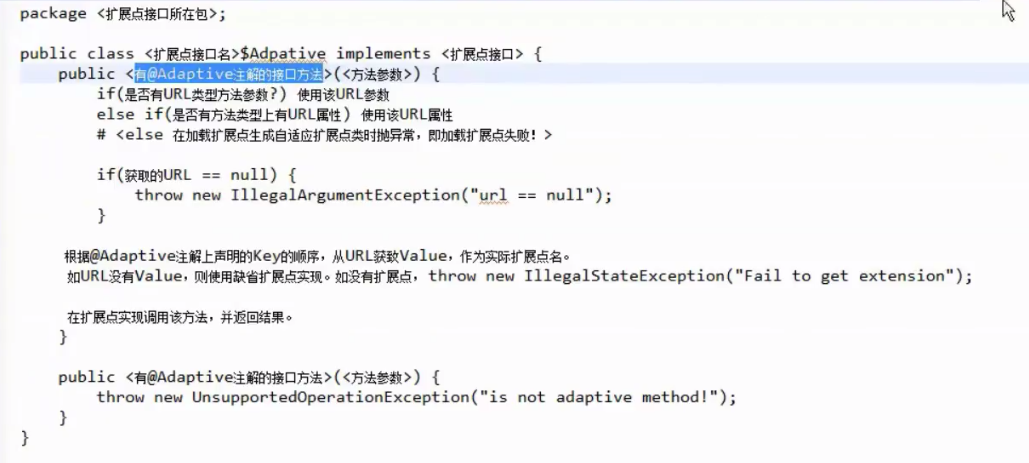 package <扩展点接口所在包>;
public class <扩展点接口名>$Adpative implements <扩展点接口> {
public <有@Adaptive注解的接口方法>(<方法参数>) {
if(是否有URL类型方法参数?) 使用该URL参数
else if(是否有方法类型上有URL属性) 使用该URL属性
# <else 在加载扩展点生成自适应扩展点类时抛异常，即加载扩展点失败！>
if(获取的URL == null) {
throw new IllegalArgumentException("url == null");
}
根据@Adaptive注解上声明的Key的顺序，从URL获致Value，作为实际扩展点名。
如URL没有Value，则使用缺省扩展点实现。如没有扩展点，throw new IllegalStateException("Fail to get extension");
在扩展点实现调用该方法，并返回结果。
}
public <有@Adaptive注解的接口方法>(<方法参数>) {
throw new UnsupportedOperationException("is not adaptive method!");
}
}